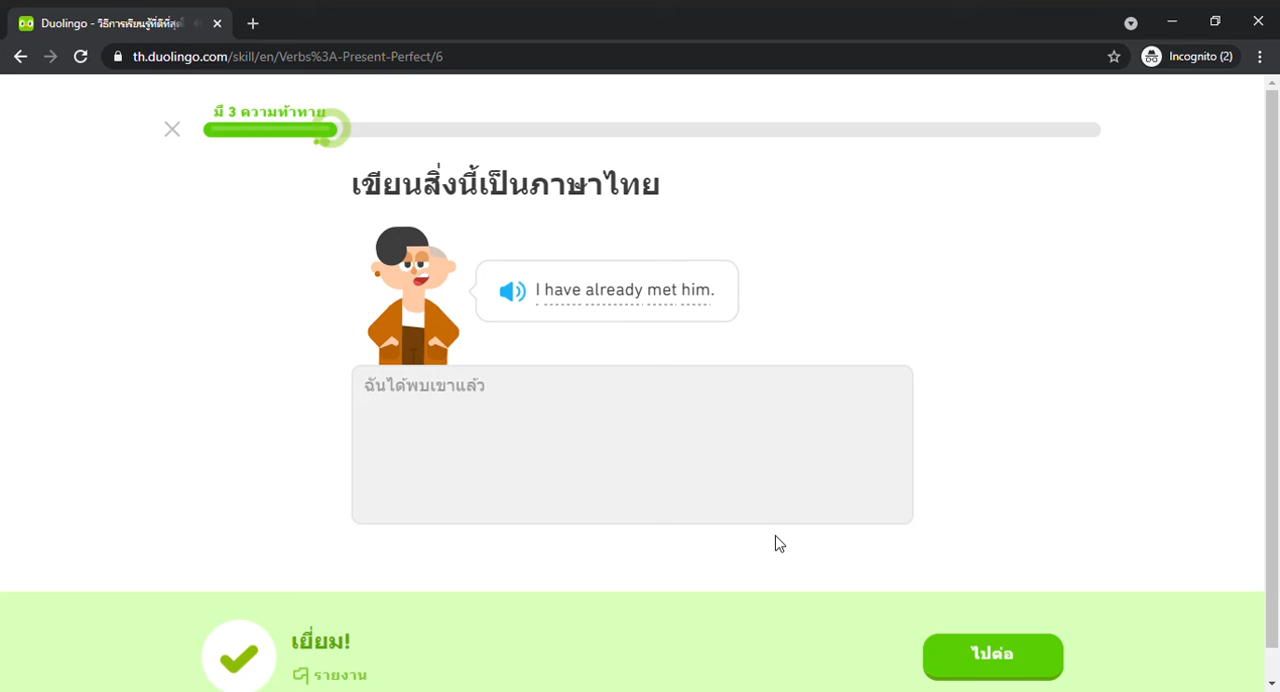 Duolingo - วิธีการเรียนรู้ที่ดีที่สุด
th.duolingo.com/skill/en/Verbs%3A-Present-Perfect/6
Incognito (2)
มี 3 ความท้าทาย
เขียนสิ่งนี้เป็นภาษาไทย
I have already met him.
ฉันได้พบเขาแล้ว
เยี่ยม!
รายงาน
ไปต่อ